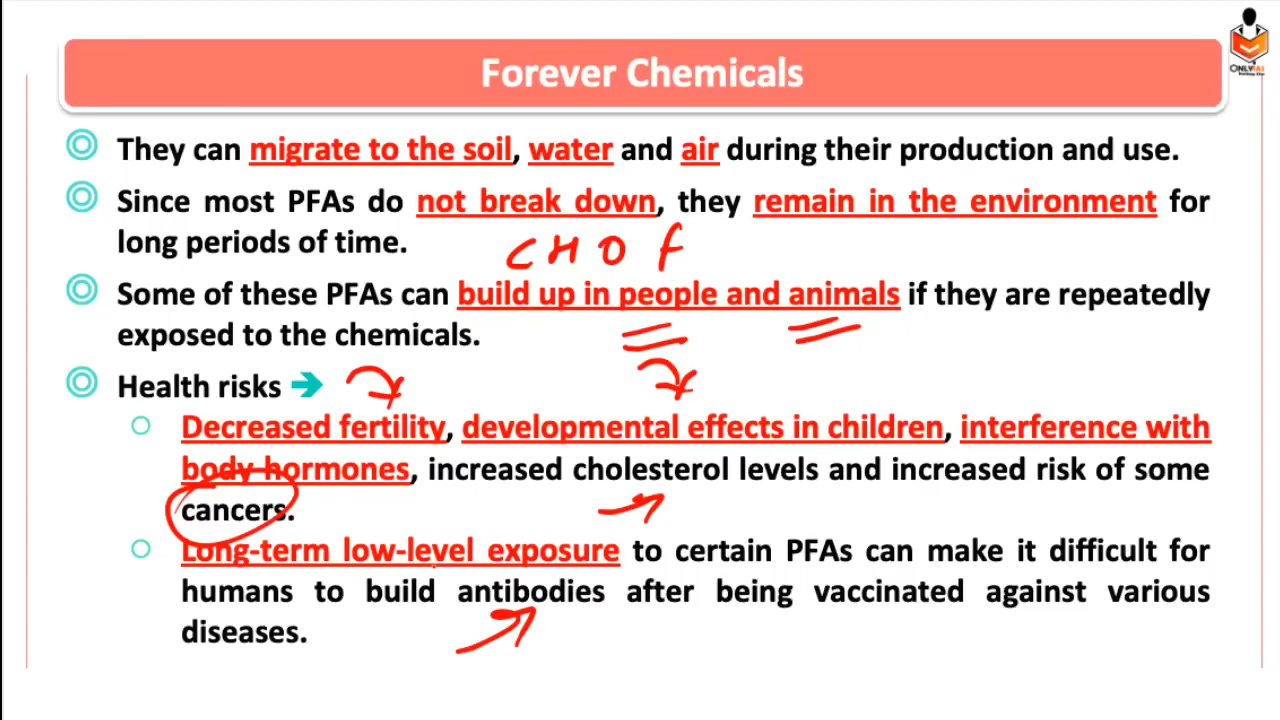 Forever Chemicals
ONLYIAS
They can migrate to the soil, water and air during their production and use.
Since most PFAs do not break down, they remain in the environment for
long periods of time.
C H O F
Some of these PFAs can build up in people and animals if they are repeatedly
exposed to the chemicals.
Health risks
Decreased fertility, developmental effects in children, interference with
body hormones, increased cholesterol levels and increased risk of some
cancers.
Long-term low-level exposure to certain PFAs can make it difficult for
humans to build antibodies after being vaccinated against various
diseases.